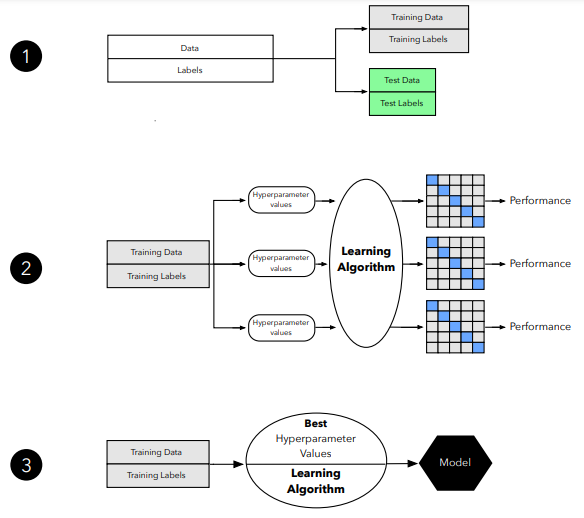 1
Data
Labels
Training Data
Training Labels
Test Data
Test Labels
2
Training Data
Training Labels
Hyperparameter
values
Hyperparameter
values
Hyperparameter
values
Learning
Algorithm
Performance
Performance
Performance
3
Training Data
Training Labels
Best
Hyperparameter
Values
Learning
Algorithm
Model